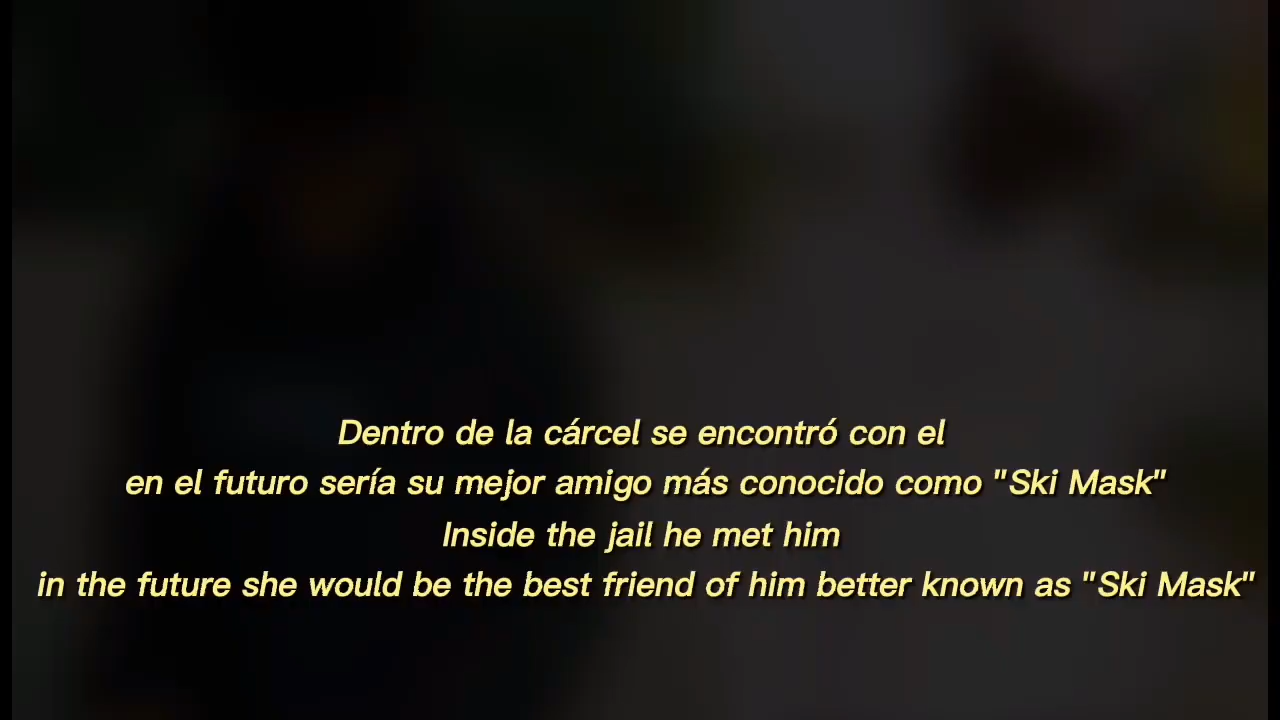 Dentro de la cárcel se encontró con el
en el futuro sería su mejor amigo más conocido como "Ski Mask"
Inside the jail he met him
in the future she would be the best friend of him better known as "Ski Mask"